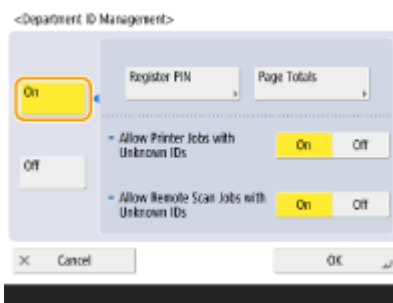 <Department ID Management>
On
Register PIN
Page Totals
Allow Printer Jobs with
Unknown IDs
On
Off
Off
Allow Remote Scan Jobs with
Unknown IDs
On
Off
Cancel
OK